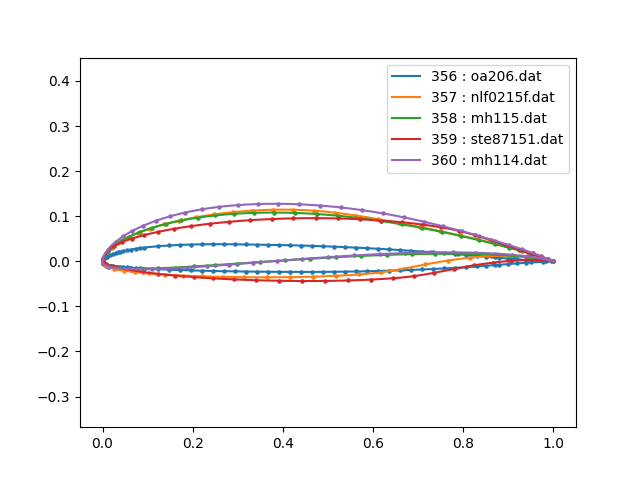 356 : oa206.dat
357 : nlf0215f.dat
358 : mh115.dat
359 : ste87151.dat
360 : mh114.dat
0.4
0.3
0.2
0.1
0.0
−0.1
−0.2
−0.3
0.0 0.2 0.4 0.6 0.8 1.0